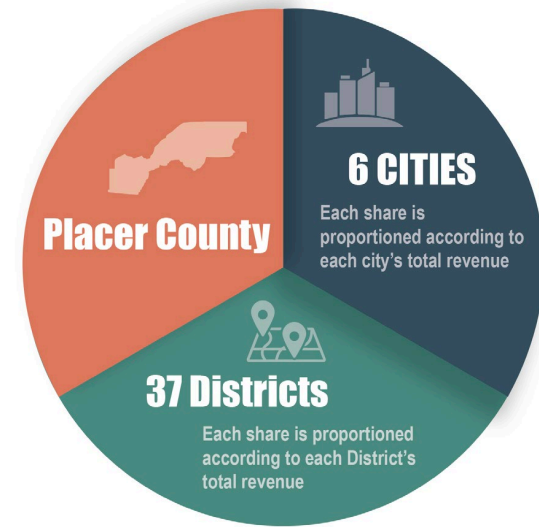 Placer County
6 CITIES
Each share is
proportioned according to
each city's total revenue
37 Districts
Each share is proportioned
according to each District's
total revenue